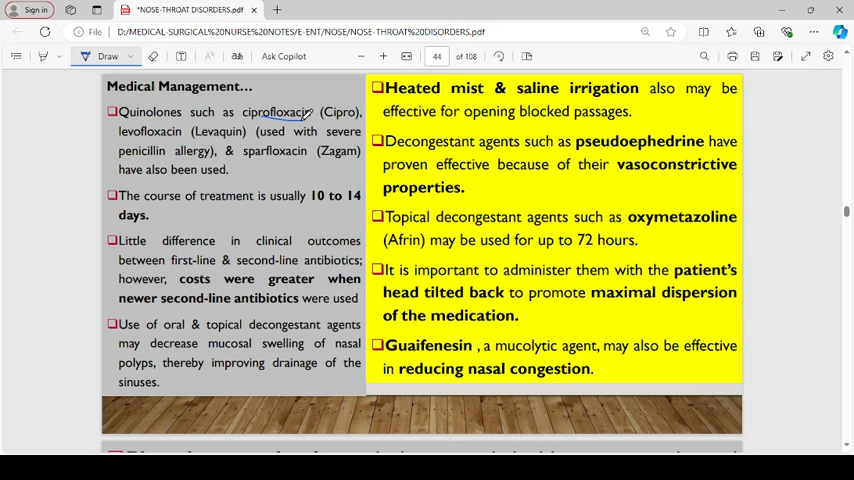 Sign in
*NOSE-THROAT DISORDERS.pdf
File
D:/MEDICAL-SURGICAL%20NURSE%20NOTES/E-ENT/NOSE/NOSE-THROAT%20DISORDERS.pdf
Draw
Ask Copilot
44 of 108
Medical Management…
Quinolones such as ciprofloxacin (Cipro),
levofloxacin (Levaquin) (used with severe
penicillin allergy), & sparfloxacin (Zagam)
have also been used.
The course of treatment is usually 10 to 14
days.
Little difference in clinical outcomes
between first-line & second-line antibiotics;
however, costs were greater when
newer second-line antibiotics were used
Use of oral & topical decongestant agents
may decrease mucosal swelling of nasal
polyps, thereby improving drainage of the
sinuses.
Heated mist & saline irrigation also may be
effective for opening blocked passages.
Decongestant agents such as pseudoephedrine have
proven effective because of their vasoconstrictive
properties.
Topical decongestant agents such as oxymetazoline
(Afrin) may be used for up to 72 hours.
It is important to administer them with the patient's
head tilted back to promote maximal dispersion
of the medication.
Guaifenesin , a mucolytic agent, may also be effective
in reducing nasal congestion.